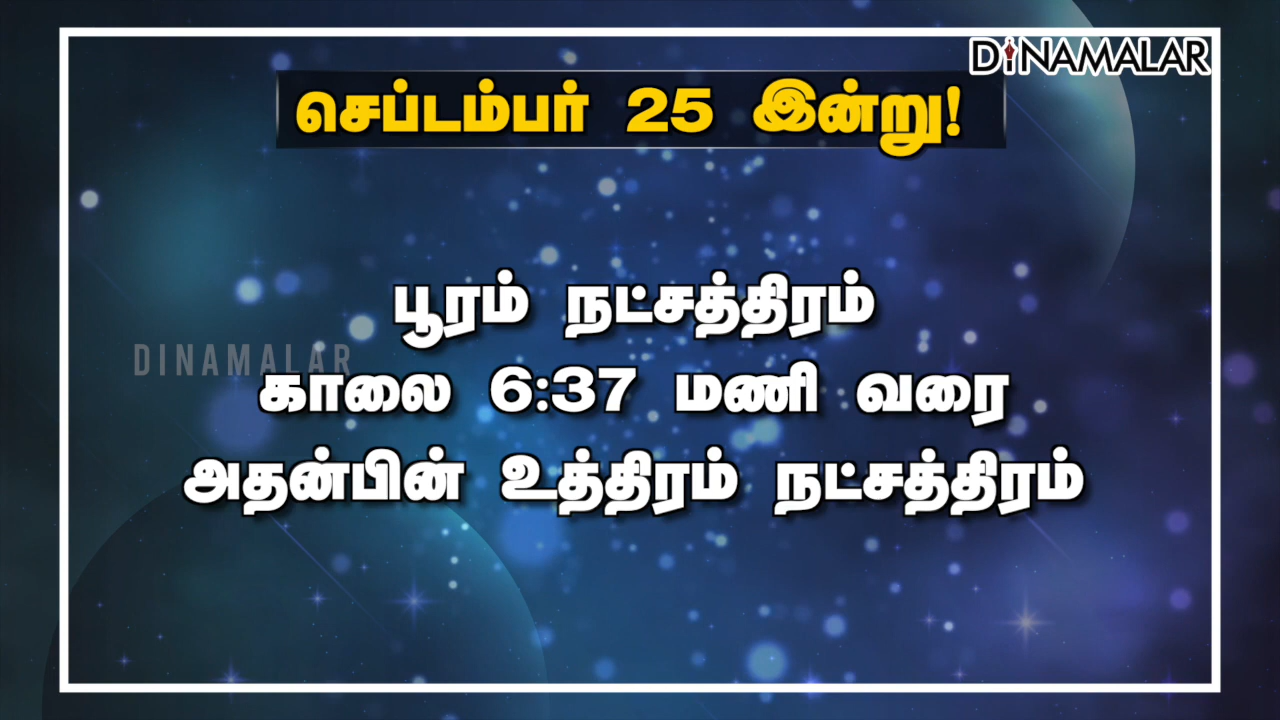 DINAMALAR
செப்டம்பர் 25 இன்று!
பூரம் நட்சத்திரம்
DINAMALAR
காலை 6:37 மணி வரை
அதன்பின் உத்திரம் நட்சத்திரம்